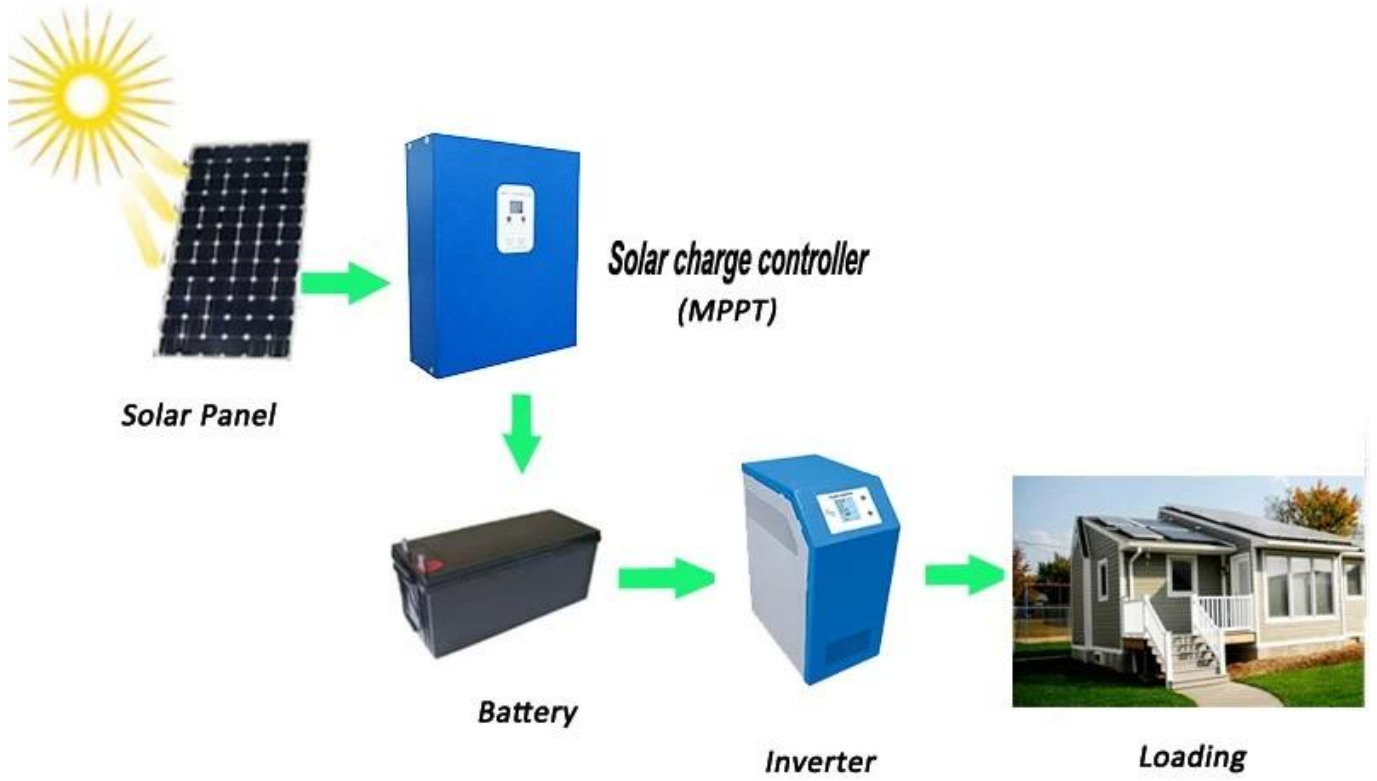 Solar charge controller
(MPPT)
Solar Panel
Battery
Inverter
Loading